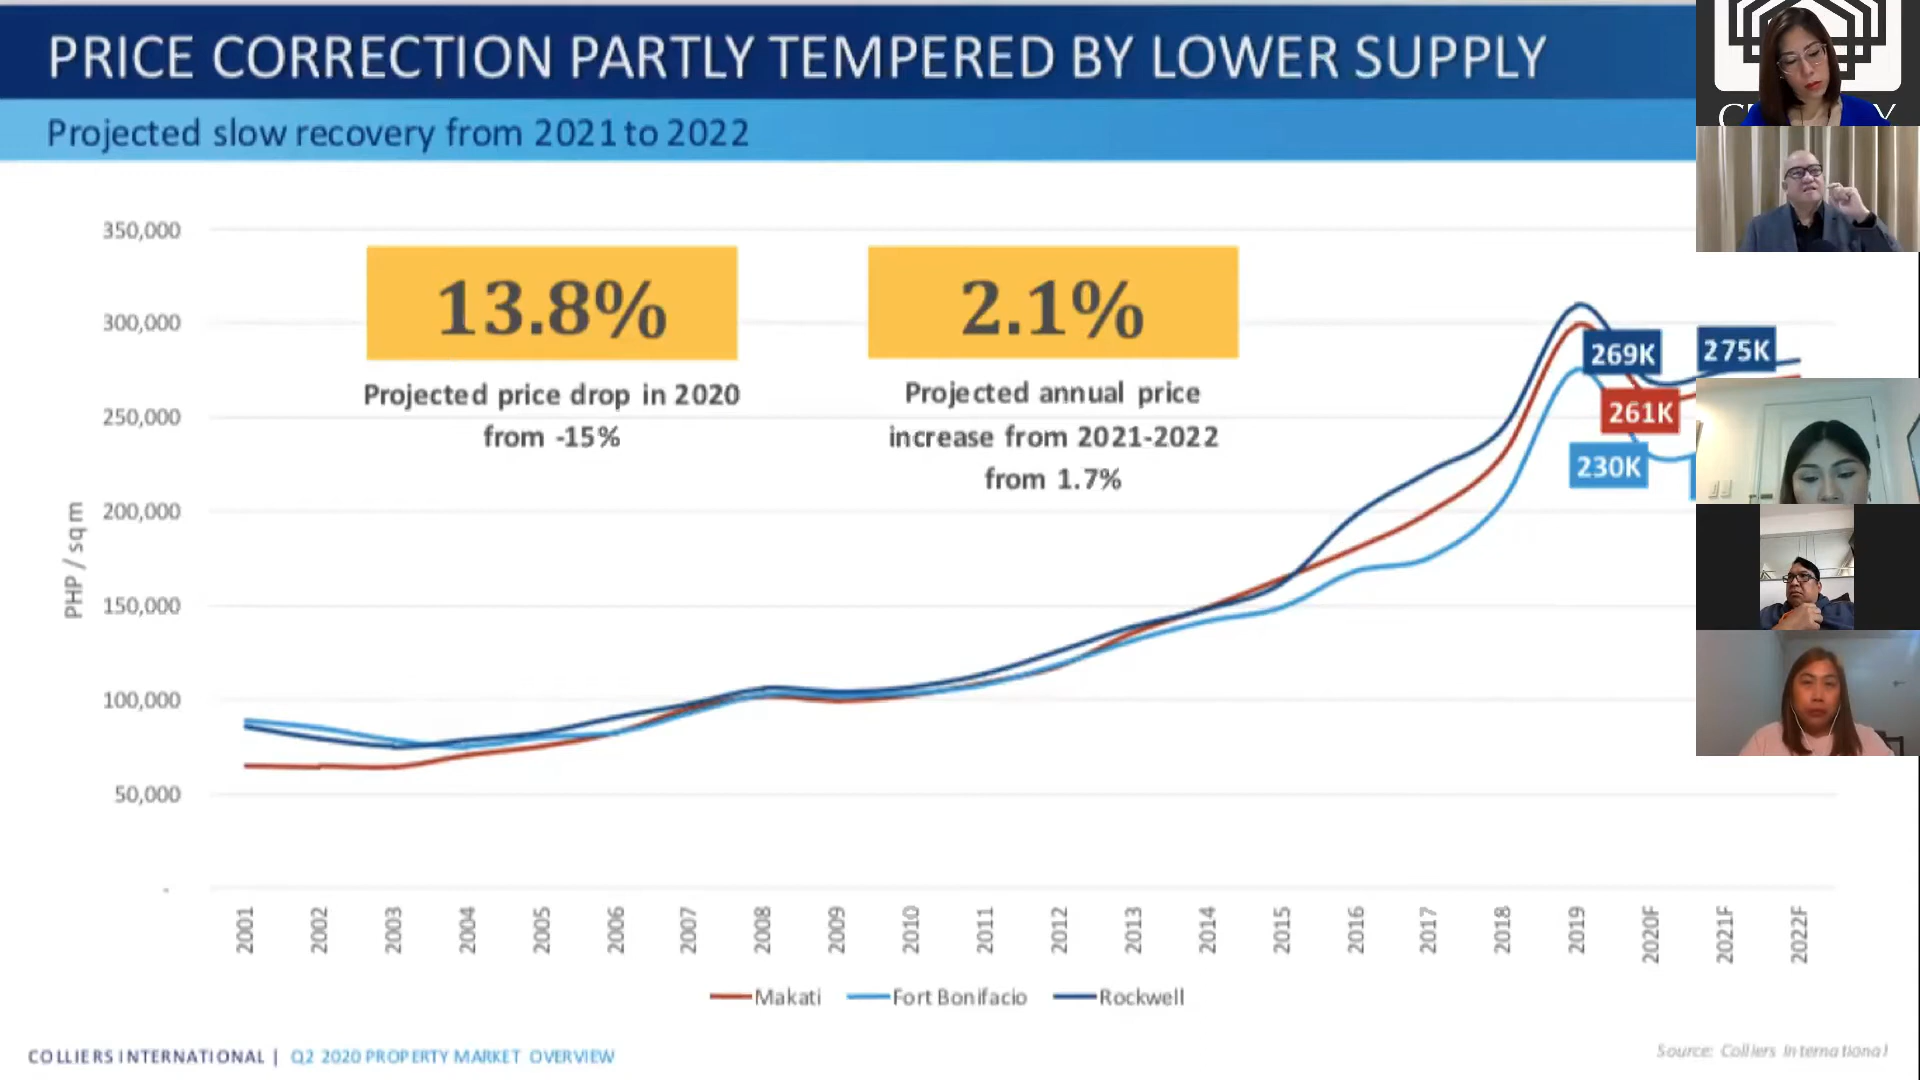 PRICE CORRECTION PARTLY TEMPERED BY LOWER SUPPLY
Projected slow recovery from 2021 to 2022
350,000
300,000
250,000
200,000
150,000
100,000
50,000
-
PHP / sqm
13.8%
Projected price drop in 2020
from -15%
2.1%
Projected annual price
increase from 2021-2022
from 1.7%
269K
275K
261K
230K
2001 2002 2003 2004 2005 2006 2007 2008 2009 2010 2011 2012 2013 2014 2015 2016 2017 2018 2019 2020F 2021F 2022F
Makati Fort Bonifacio Rockwell
COLLIERS INTERNATIONAL | Q2 2020 PROPERTY MARKET OVERVIEW
Source: Colliers International